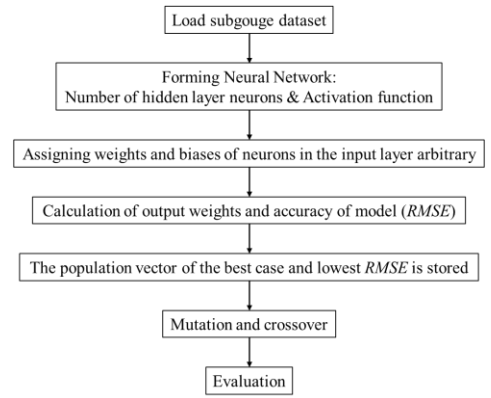 Load subgouge dataset
Forming Neural Network:
Number of hidden layer neurons & Activation function
Assigning weights and biases of neurons in the input layer arbitrary
Calculation of output weights and accuracy of model (RMSE)
The population vector of the best case and lowest RMSE is stored
Mutation and crossover
Evaluation